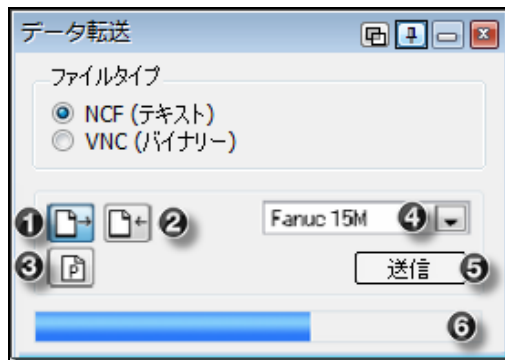 データ転送
ファイルタイプ
NCF (テキスト)
VNC (バイナリー)
1 2 Fanuc 15M 4
3 P 送信 5
6